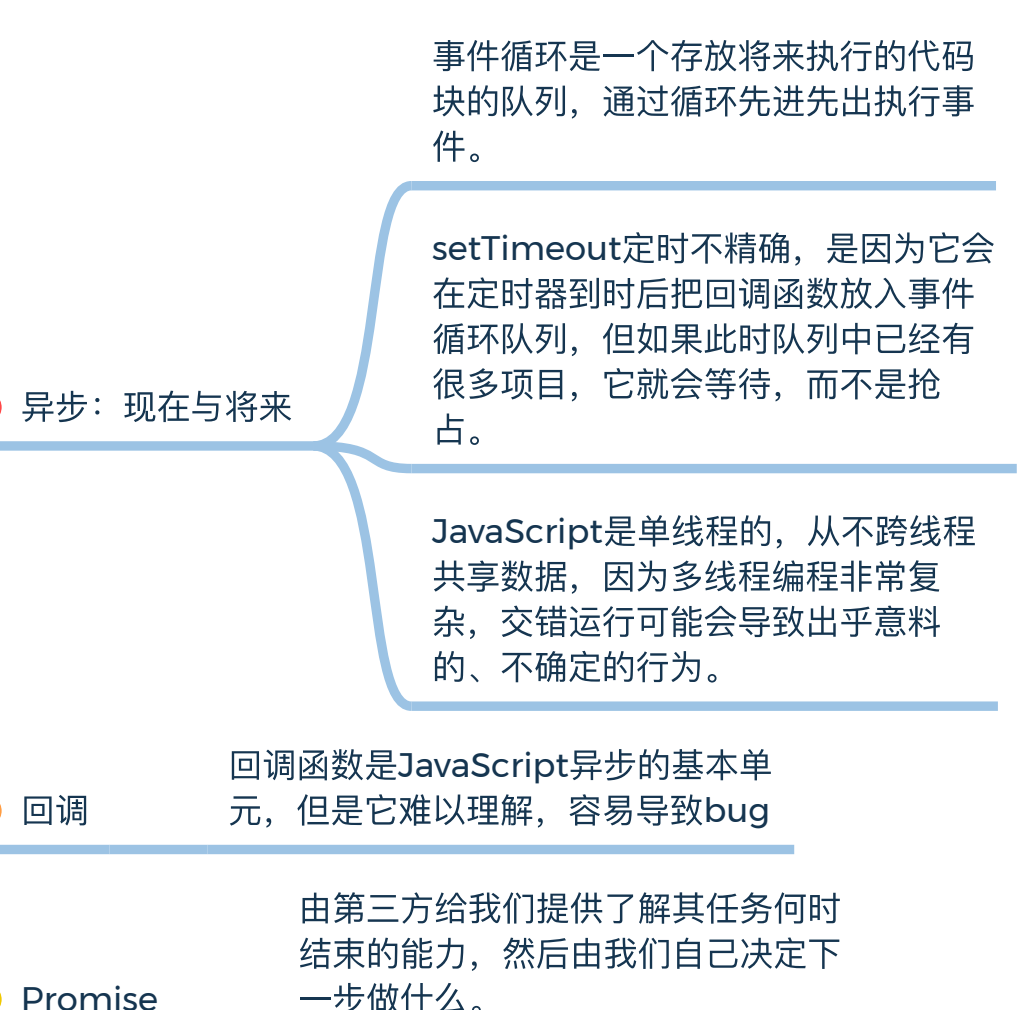 事件循环是一个存放将来执行的代码
块的队列，通过循环先进先出执行事
件。
setTimeout定时不精确，是因为它会
在定时器到时后把回调函数放入事件
循环队列，但如果此时队列中已经有
很多项目，它就会等待，而不是抢
占。
异步：现在与将来
JavaScript是单线程的，从不跨线程
共享数据，因为多线程编程非常复
杂，交错运行可能会导致出乎意料
的、不确定的行为。
回调函数是JavaScript异步的基本单
元，但是它难以理解，容易导致bug
回调
由第三方给我们提供了解其任务何时
结束的能力，然后由我们自己决定下
一步做什么。
Promise